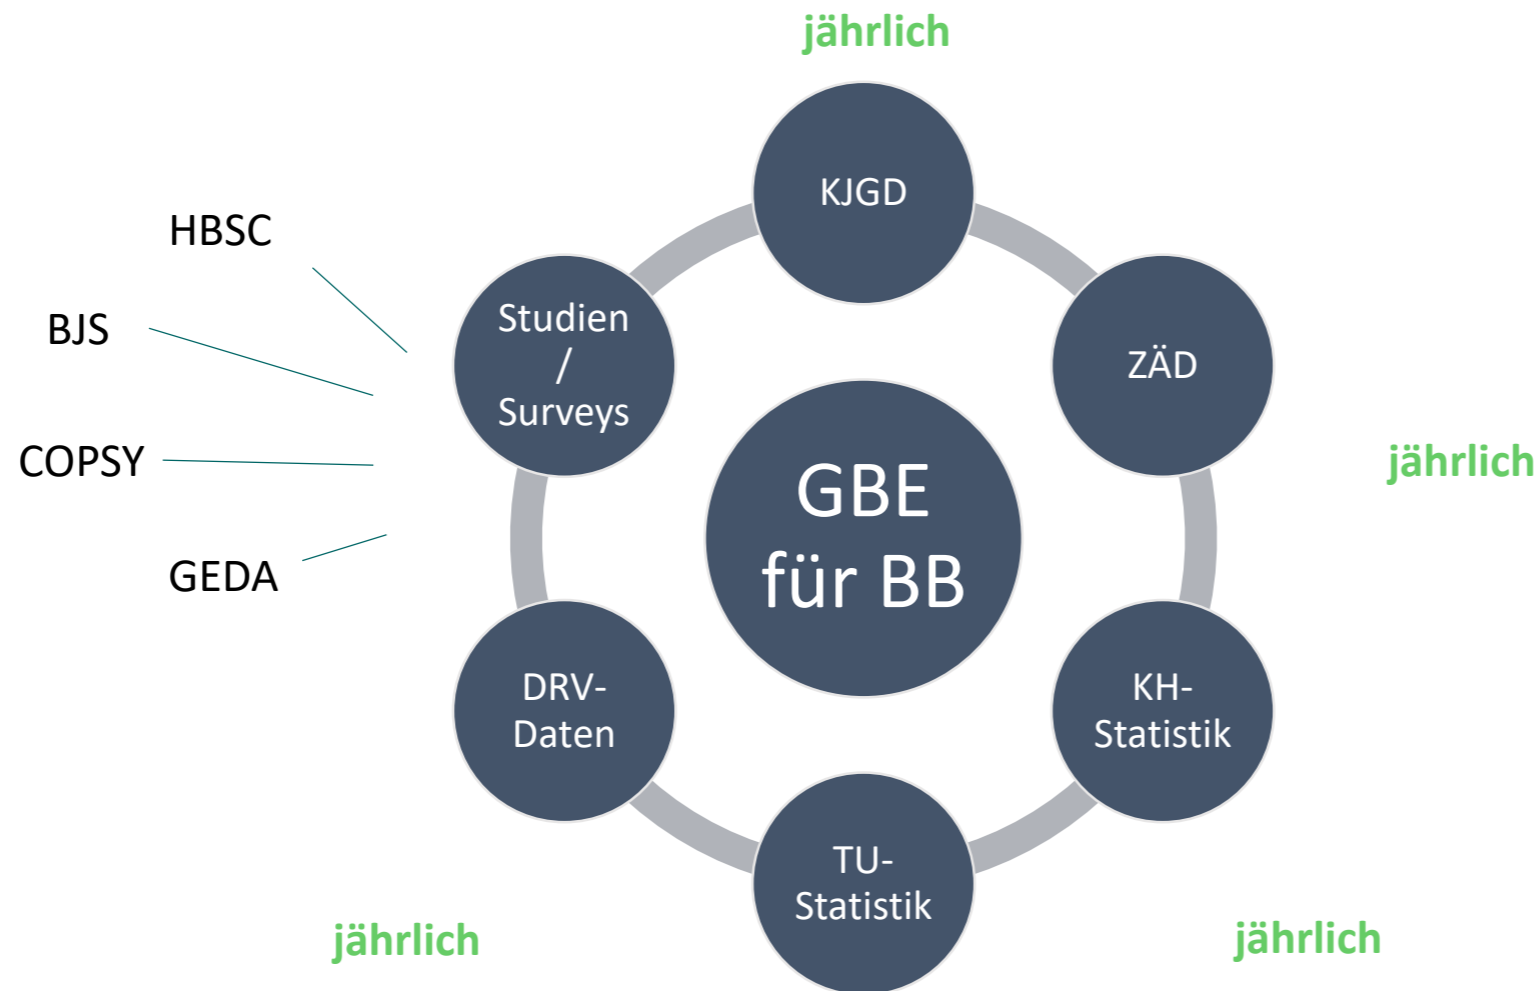 jährlich
KJGD
HBSC
Studien
/
Surveys
BJS
ZÄD
COPSY
jährlich
GBE
für BB
GEDA
DRV-
Daten
KH-
Statistik
TU-
Statistik
jährlich
jährlich